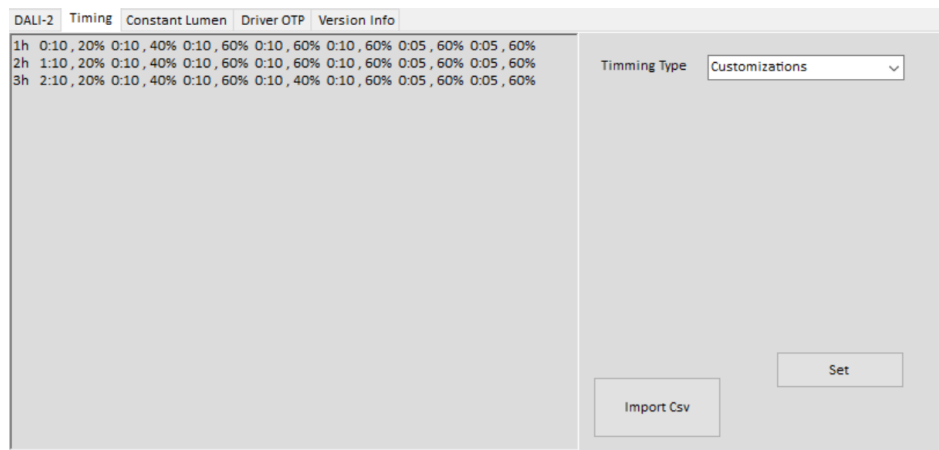 DALI-2 Timing Constant Lumen Driver OTP Version Info
1h 0:10 , 20% 0:10 , 40% 0:10 , 60% 0:10 , 60% 0:10 , 60% 0:05 , 60% 0:05 , 60%
2h 1:10 , 20% 0:10 , 40% 0:10 , 60% 0:10 , 60% 0:10 , 60% 0:05 , 60% 0:05 , 60%
3h 2:10 , 20% 0:10 , 40% 0:10 , 60% 0:10 , 40% 0:10 , 60% 0:05 , 60% 0:05 , 60%
Timming Type Customizations
Set
Import Csv